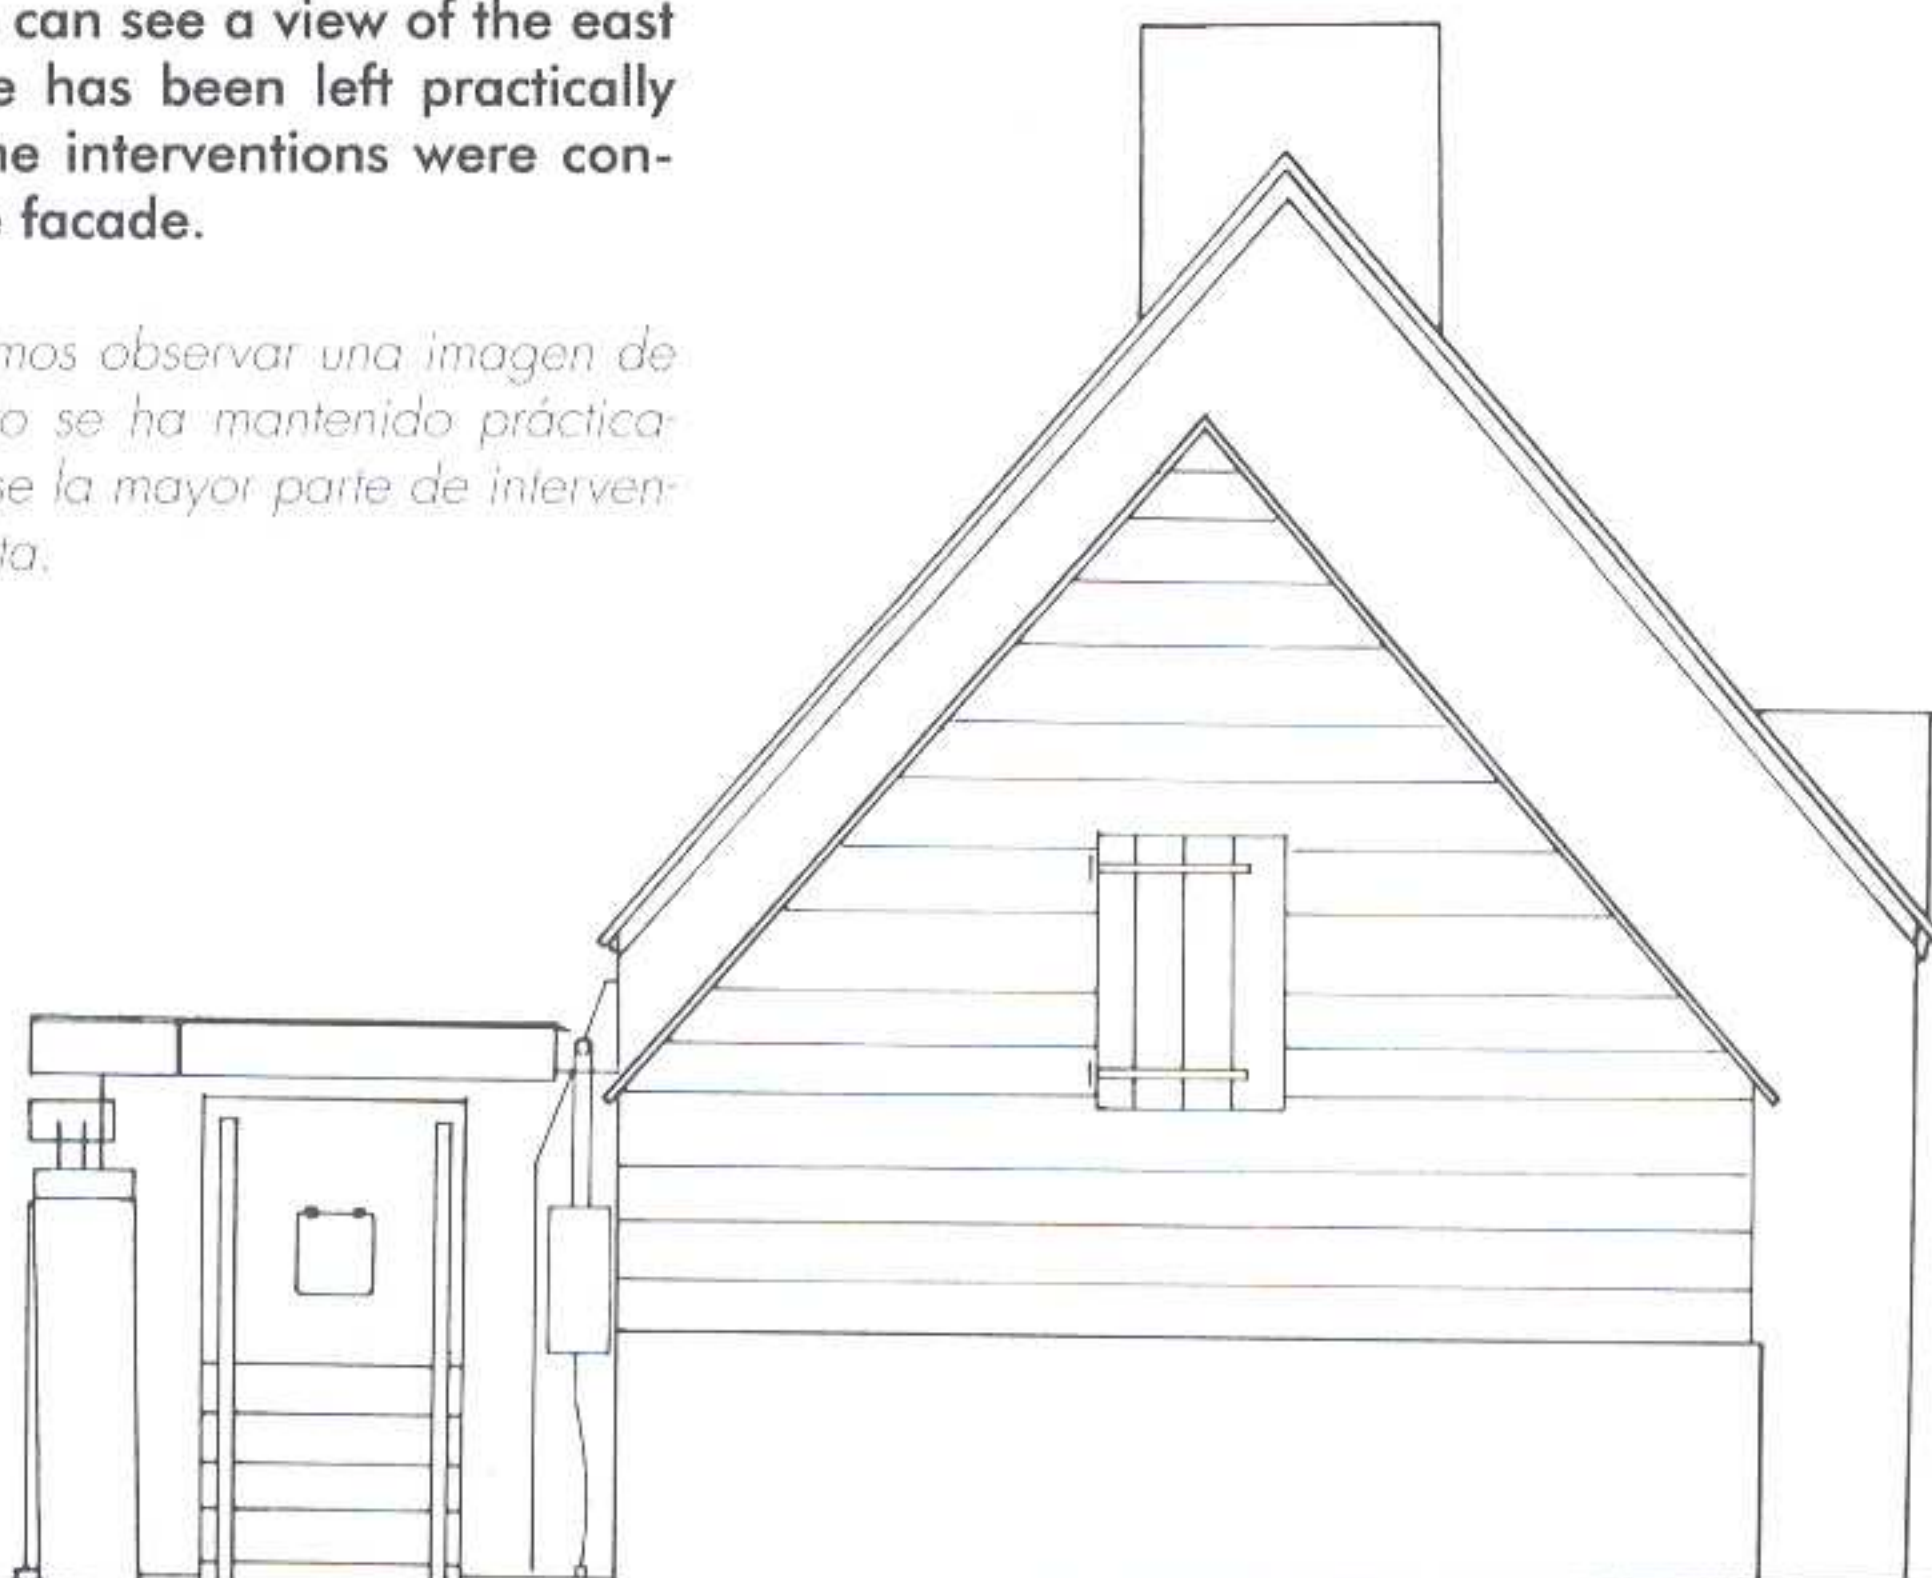 can see a view of the east
e has been left practically
ne interventions were con-
e facade.
mos observar una imagen de
o se ha mantenido práctica-
se la mayor parte de interven-
ta.